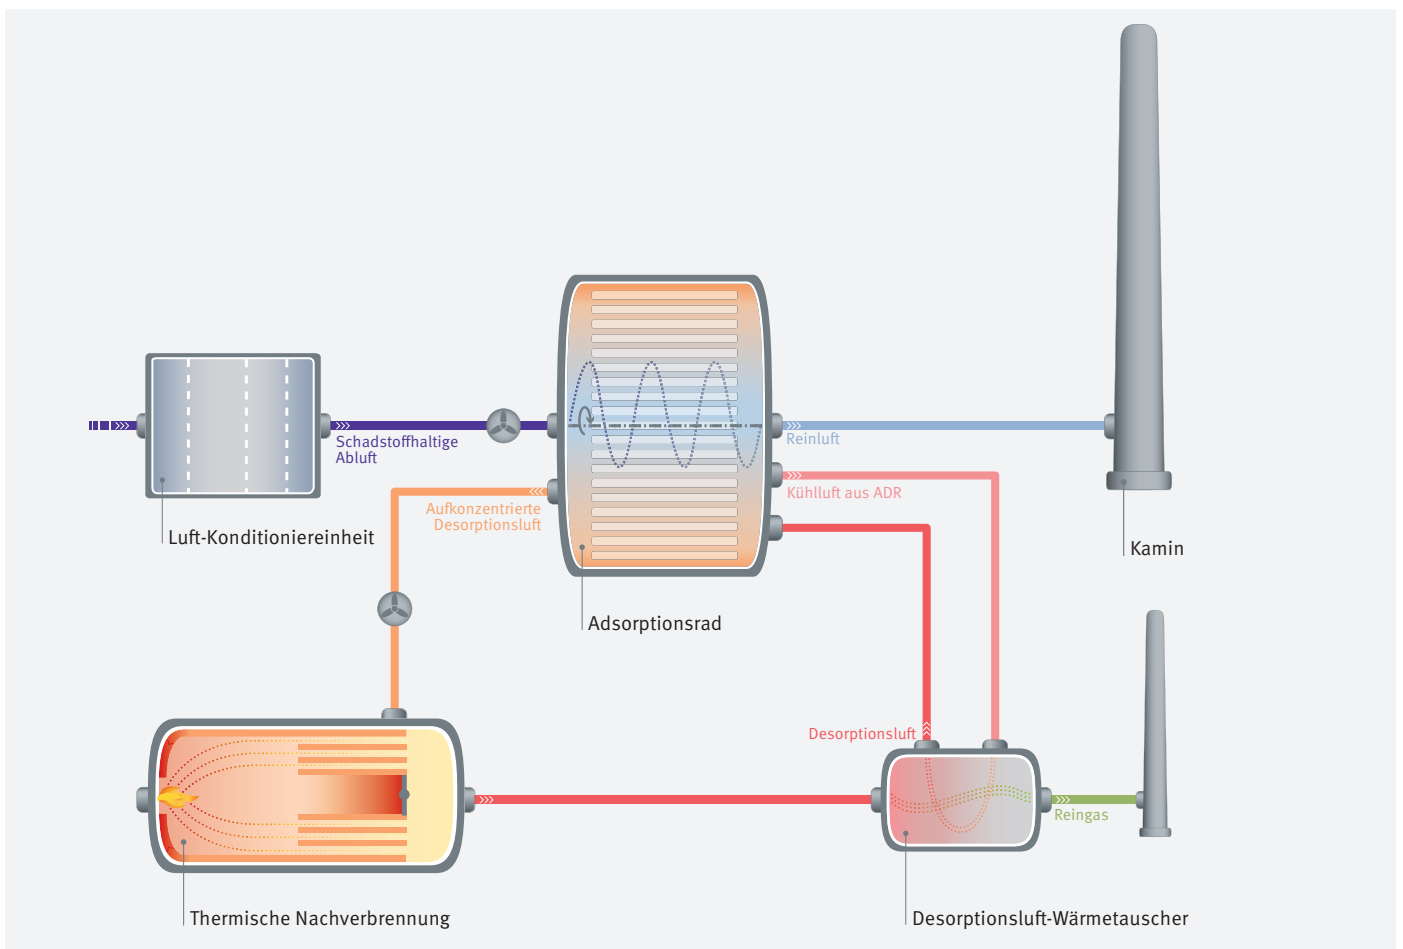 Schadstoffhaltige
Abluft
Reinluft
Kühlluft aus ADR
Aufkonzentrierte
Desorptionsluft
Luft-Konditioniereinheit
Kamin
Adsorptionsrad
Desorptionsluft
Reingas
Thermische Nachverbrennung
Desorptionsluft-Wärmetauscher